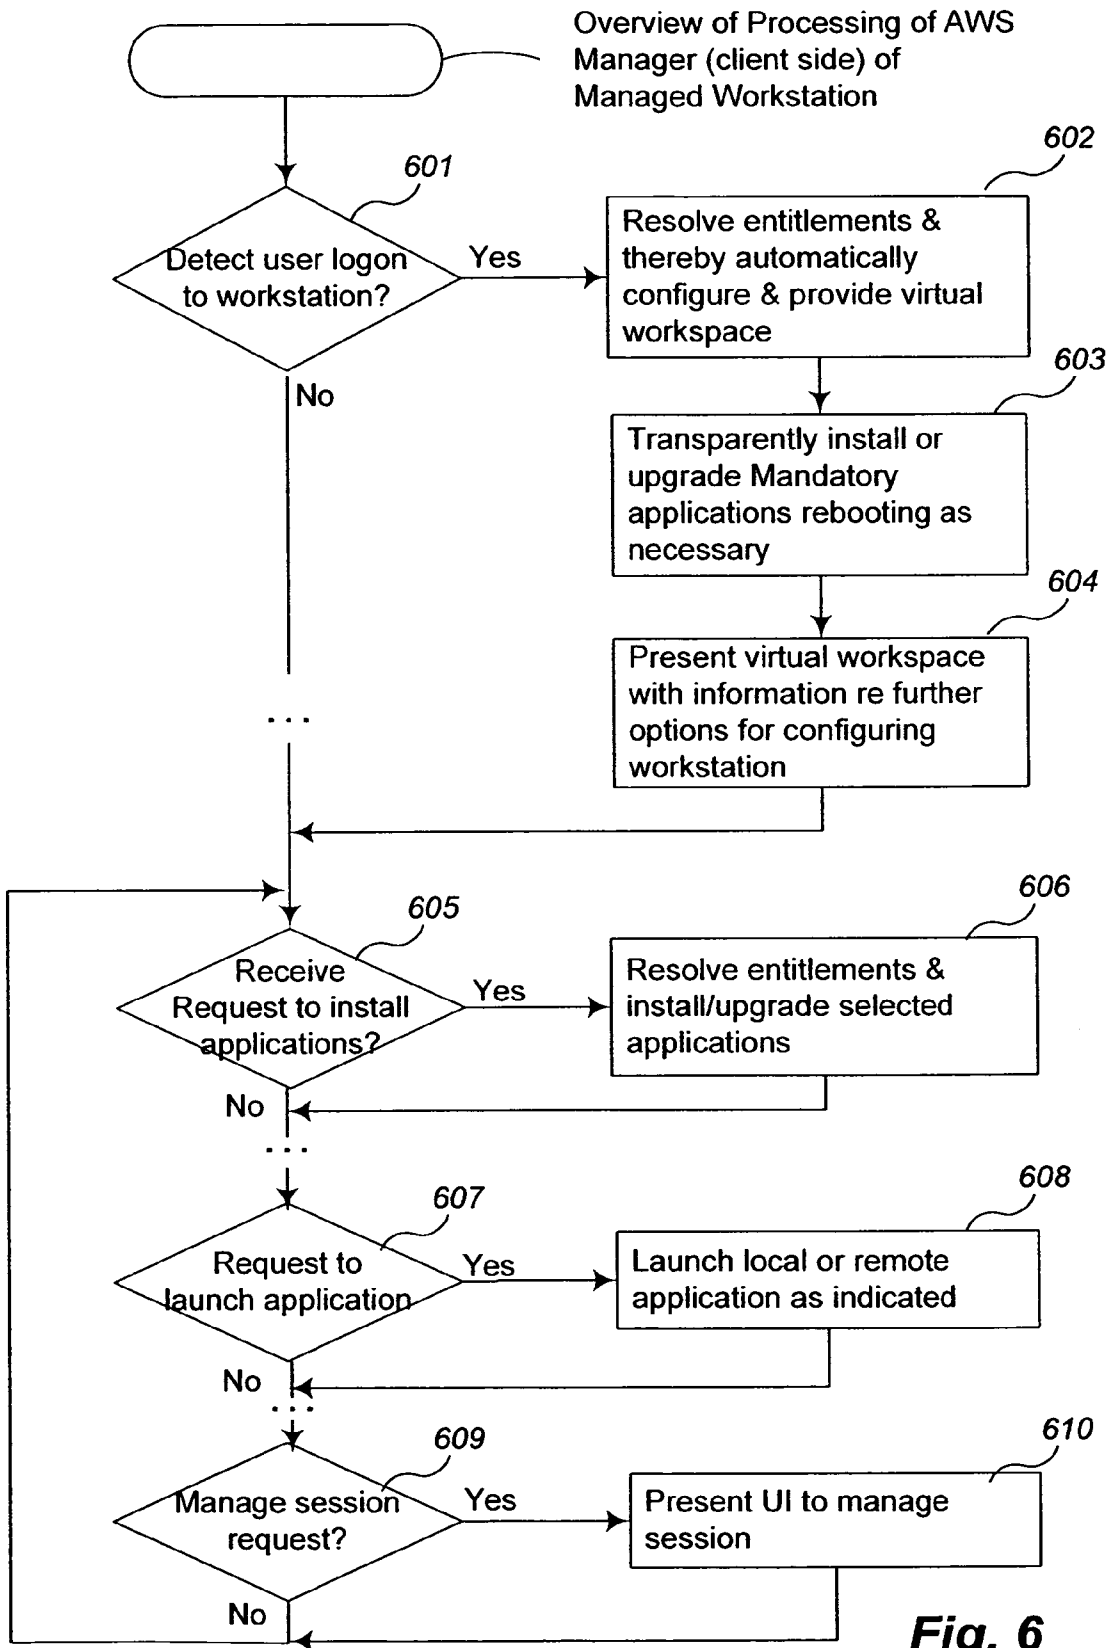 Overview of Processing of AWS
Manager (client side) of
Managed Workstation
601
Detect user logon
to workstation?
Yes
No
602
Resolve entitlements &
thereby automatically
configure & provide virtual
workspace
603
Transparently install or
upgrade Mandatory
applications rebooting as
necessary
604
Present virtual workspace
with information re further
options for configuring
workstation
...
605
Receive
Request to install
applications?
Yes
No
606
Resolve entitlements &
install/upgrade selected
applications
...
607
Request to
launch application
Yes
No
608
Launch local or remote
application as indicated
...
609
Manage session
request?
Yes
No
610
Present UI to manage
session
Fig. 6